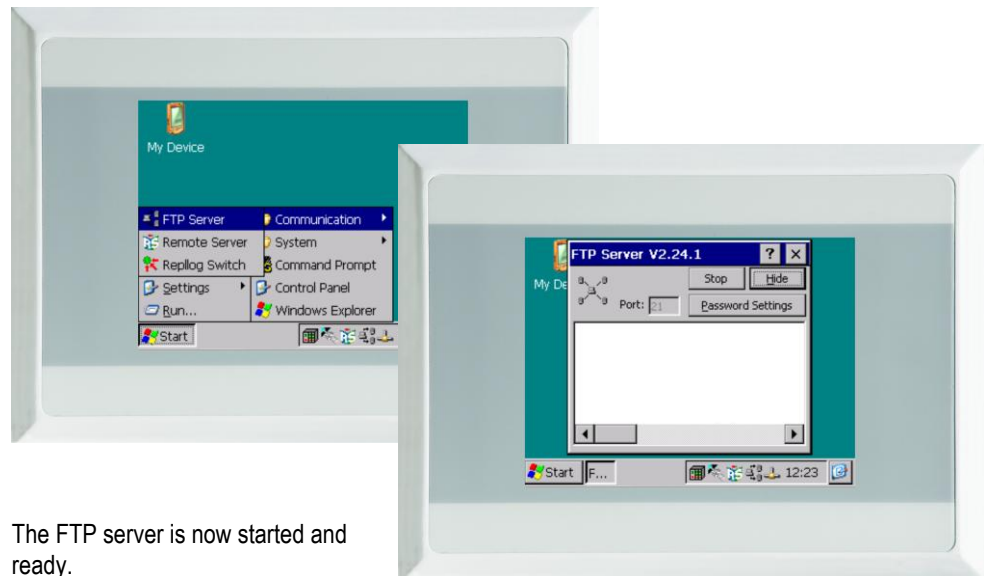 My Device
FTP Server
Communication
Remote Server
System
Repllog Switch
Command Prompt
Settings
Control Panel
Run...
Windows Explorer
Start
FTP Server V2.24.1
?
Stop
Hide
My De
Port: 21
Password Settings
Start
F...
12:23
The FTP server is now started and
ready.